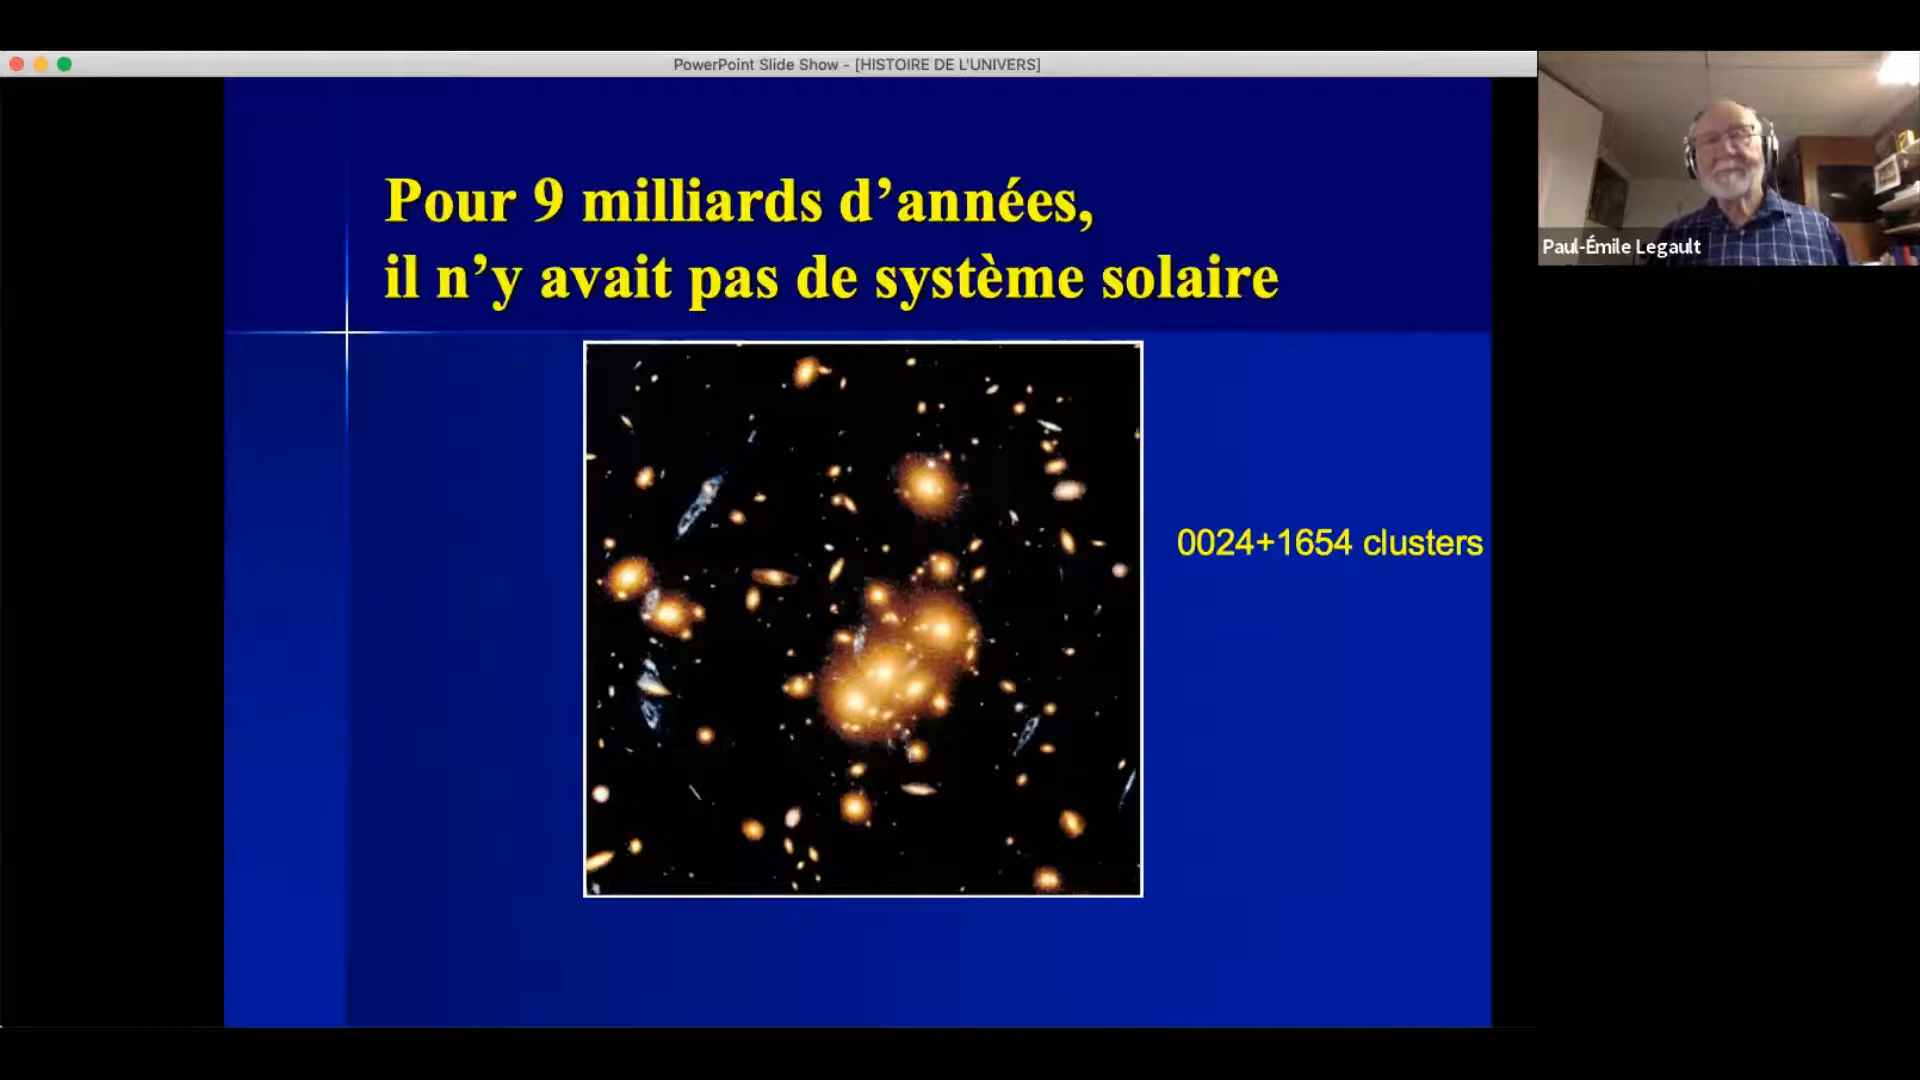 PowerPoint Slide Show - [HISTOIRE DE L'UNIVERS]
Pour 9 milliards d’années,
il n’y avait pas de système solaire
0024+1654 clusters
Paul-Émile Legault